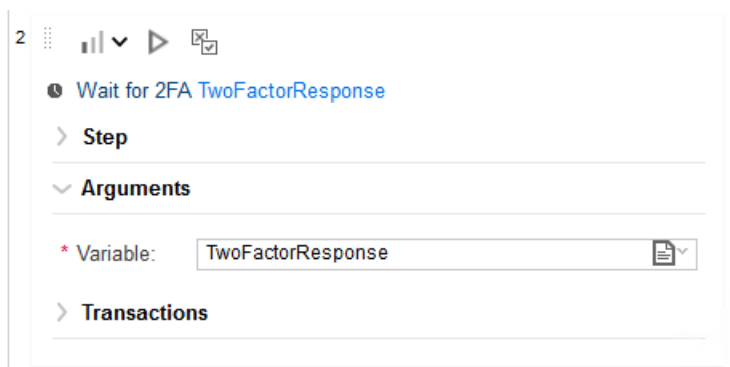 2
Wait for 2FA TwoFactorResponse
Step
Arguments
* Variable: TwoFactorResponse
Transactions